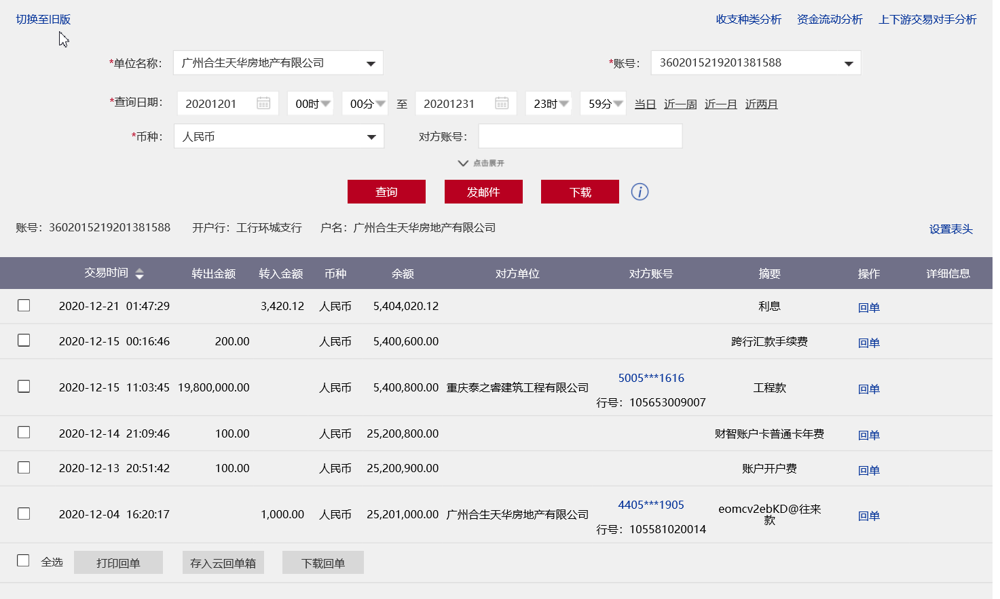 切换至旧版 收支种类分析 资金流动分析 上下游交易对手分析
*单位名称： 广州合生天华房地产有限公司 *账号： 3602015219201381588
*查询日期： 20201201 00时 00分 至 20201231 23时 59分 当日 近一周 近一月 近两月
*币种： 人民币 对方账号：
点击展开
查询 发邮件 下载 i
账号：3602015219201381588 开户行：工行环城支行 户名：广州合生天华房地产有限公司 设置表头
交易时间 转出金额 转入金额 币种 余额 对方单位 对方账号 摘要 操作 详细信息
2020-12-21 01:47:29 3,420.12 人民币 5,404,020.12 利息 回单
2020-12-15 00:16:46 200.00 人民币 5,400,600.00 跨行汇款手续费 回单
2020-12-15 11:03:45 19,800,000.00 人民币 5,400,800.00 重庆泰之睿建筑工程有限公司 5005***1616 工程款 回单
行号：105653009007
2020-12-14 21:09:46 100.00 人民币 25,200,800.00 财智账户卡普通卡年费 回单
2020-12-13 20:51:42 100.00 人民币 25,200,900.00 账户开户费 回单
2020-12-04 16:20:17 1,000.00 人民币 25,201,000.00 广州合生天华房地产有限公司 4405***1905 eomcv2ebKD@往来 回单
行号：105581020014 款
全选 打印回单 存入云回单箱 下载回单